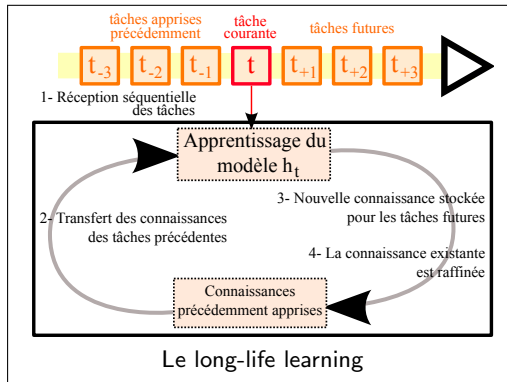 tâches apprises
précédemment
tâche
courante
tâches futures
t-3 t-2 t-1 t t+1 t+2 t+3
1- Réception séquentielle
des tâches
Apprentissage du
modèle ht
3- Nouvelle connaissance stockée
pour les tâches futures
2- Transfert des connaissances
des tâches précédentes
4- La connaissance existante
est raffinée
Connaissances
précédemment apprises
Le long-life learning